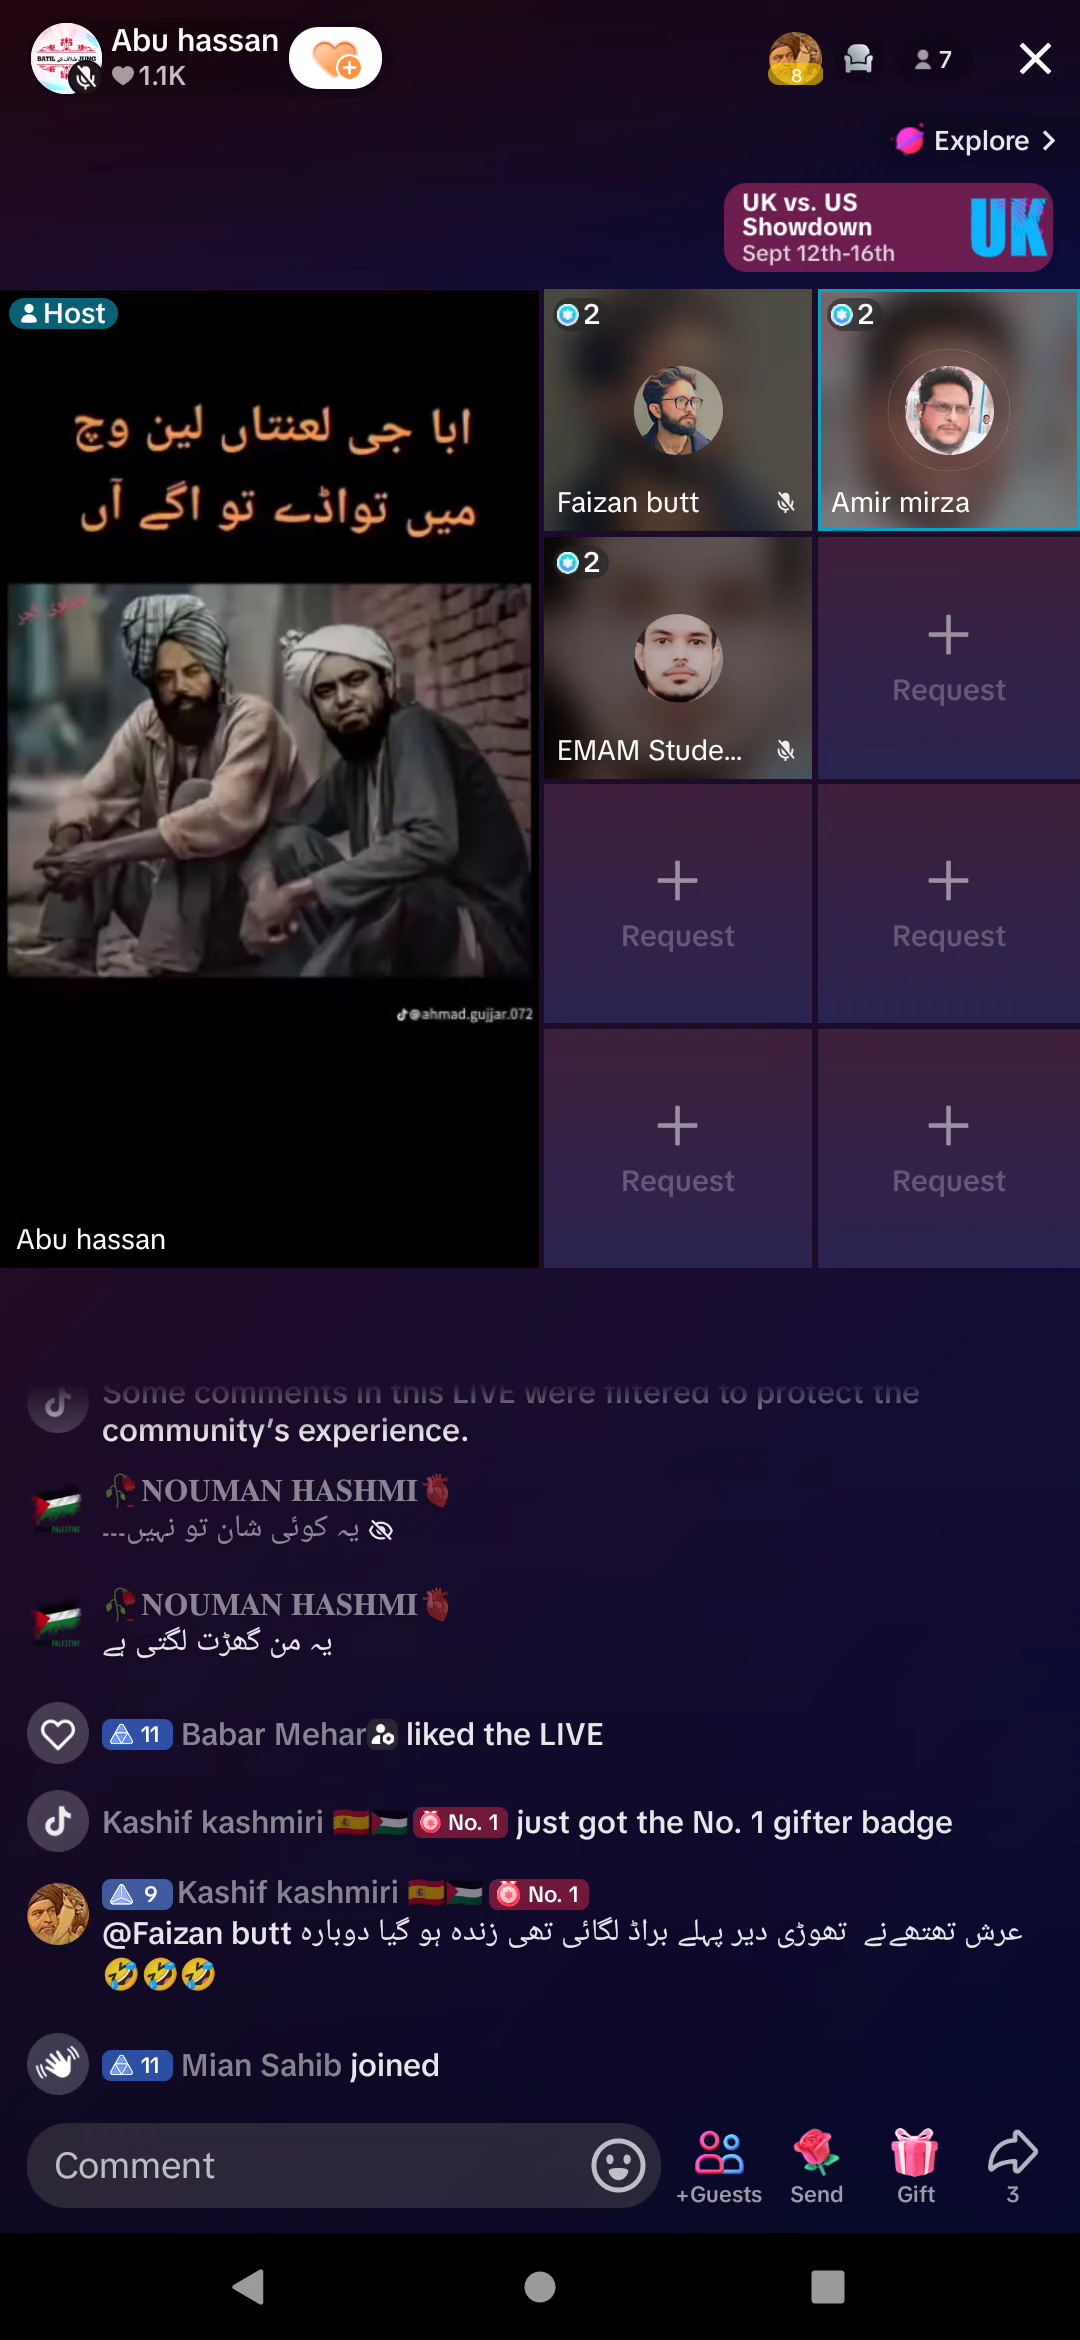 Abu hassan
1.1K
8
7
Explore
UK vs. US
Showdown
Sept 12th-16th
UK
Host
ابا جی لعنتاں لین وچ
میں تواڈے تو اگے آں
@ahmad.gujjar.072
Abu hassan
2
Faizan butt
2
Amir mirza
2
EMAM Stude...
Request
Request
Request
Request
Request
Some comments in this LIVE were filtered to protect the
community's experience.
🥀NOUMAN HASHMI🫀
یہ کوئی شان تو نہیں...
🥀NOUMAN HASHMI🫀
یہ من گھڑت لگتی ہے
11 Babar Mehar liked the LIVE
Kashif kashmiri 🇪🇸🇵🇸 No. 1 just got the No. 1 gifter badge
9 Kashif kashmiri 🇪🇸🇵🇸 No. 1
@Faizan butt عرش تھتھےنے تھوڑی دیر پہلے براڈ لگائی تھی زندہ ہو گیا دوبارہ
🤣🤣🤣
11 Mian Sahib joined
Comment
+Guests
Send
Gift
3